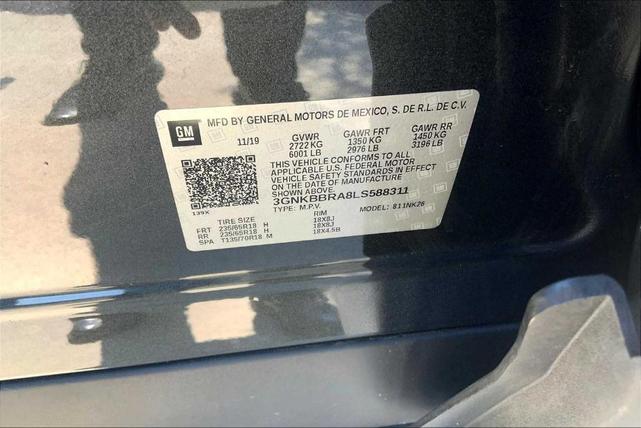 GM
MFD BY GENERAL MOTORS DE MEXICO, S. DE R.L. DE C.V.
11/19 GVWR GAWR FRT GAWR RR
2722 KG 1350 KG 1450 KG
6001 LB 2976 LB 3196 LB
THIS VEHICLE CONFORMS TO ALL
APPLICABLE U.S. FEDERAL MOTOR
VEHICLE SAFETY STANDARDS IN EFFECT
ON THE DATE OF MANUFACTURE
SHOWN ABOVE.
3GNKBBRA8LS588311
139X TYPE: M.P.V. MODEL: 811NK26
TIRE SIZE RIM
FRT 235/65R18 H 18X8J
RR 235/65R18 H 18X8J
SPA T135/70R18 M 18X4.5B